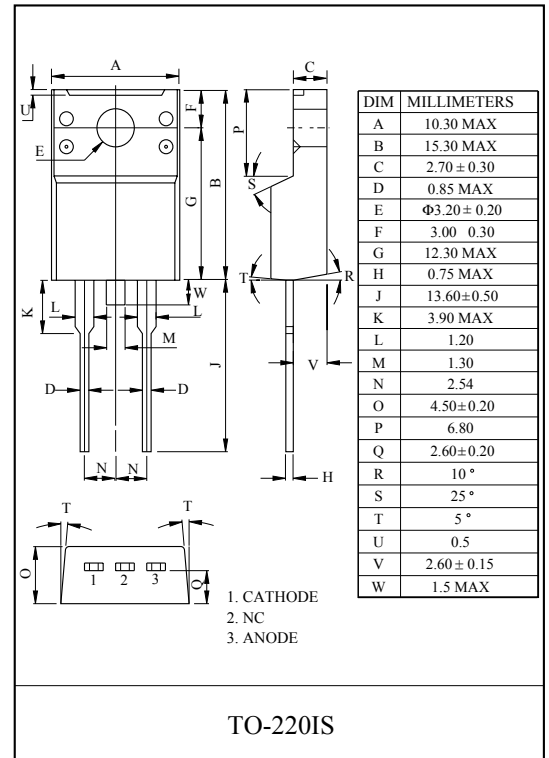 A
C
U
F
P
E
B
G
S
T
R
K
L
L
W
M
V
J
D
D
N
N
H
T
T
O
Q
1 2 3
1. CATHODE
2. NC
3. ANODE
DIM MILLIMETERS
A 10.30 MAX
B 15.30 MAX
C 2.70 ± 0.30
D 0.85 MAX
E Φ3.20 ± 0.20
F 3.00 0.30
G 12.30 MAX
H 0.75 MAX
J 13.60±0.50
K 3.90 MAX
L 1.20
M 1.30
N 2.54
O 4.50±0.20
P 6.80
Q 2.60±0.20
R 10 °
S 25 °
T 5 °
U 0.5
V 2.60 ± 0.15
W 1.5 MAX
TO-220IS